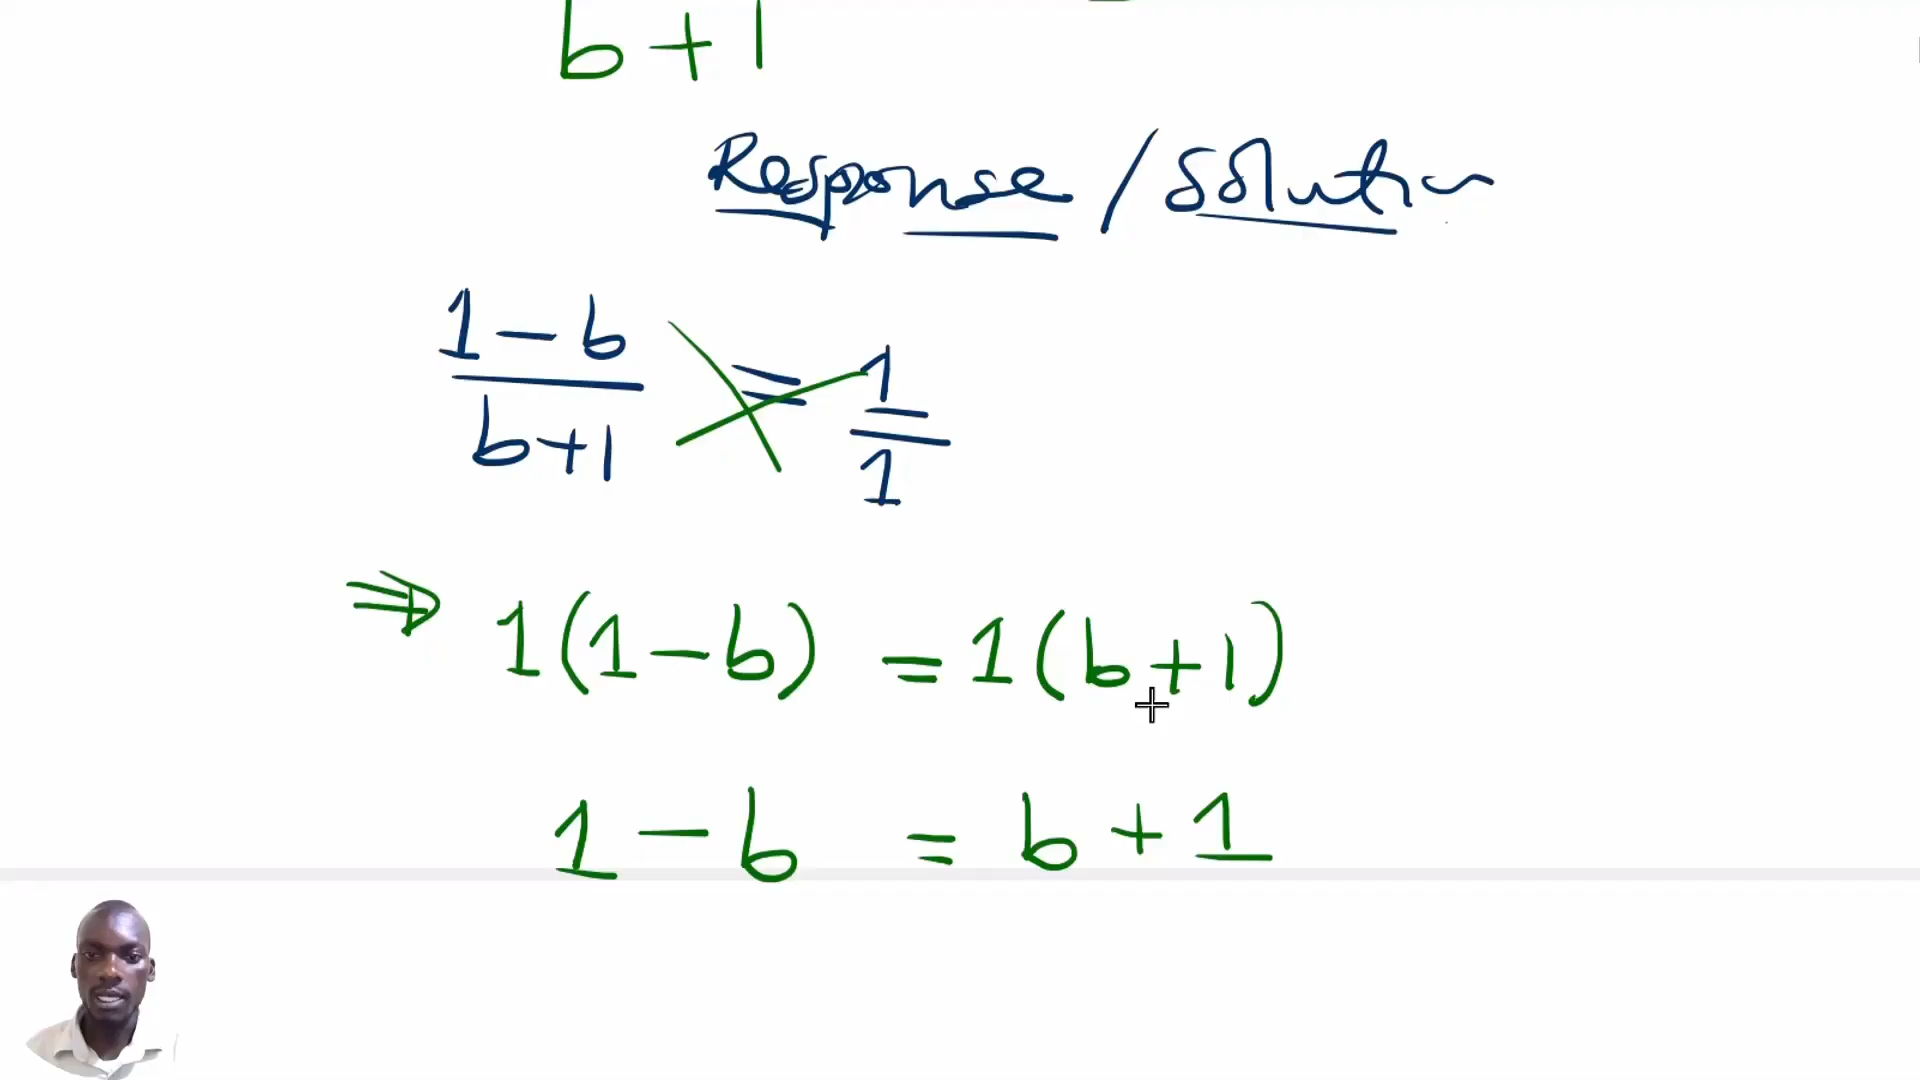 b + 1
Response / Solution
1 - b
b + 1
= 1
1
⇒ 1(1 - b) = 1(b + 1)
1 - b = b + 1